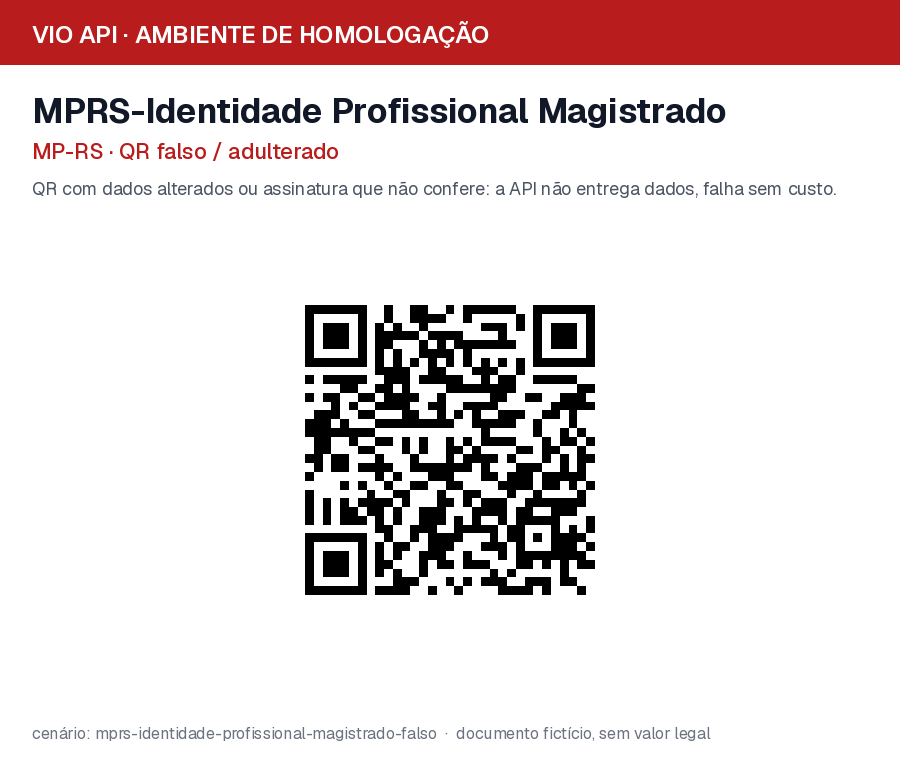 VIO API · AMBIENTE DE HOMOLOGAÇÃO
MPRS-Identidade Profissional Magistrado
MP-RS · QR falso / adulterado
QR com dados alterados ou assinatura que não confere: a API não entrega dados, falha sem custo.
cenário: mprs-identidade-profissional-magistrado-falso · documento fictício, sem valor legal